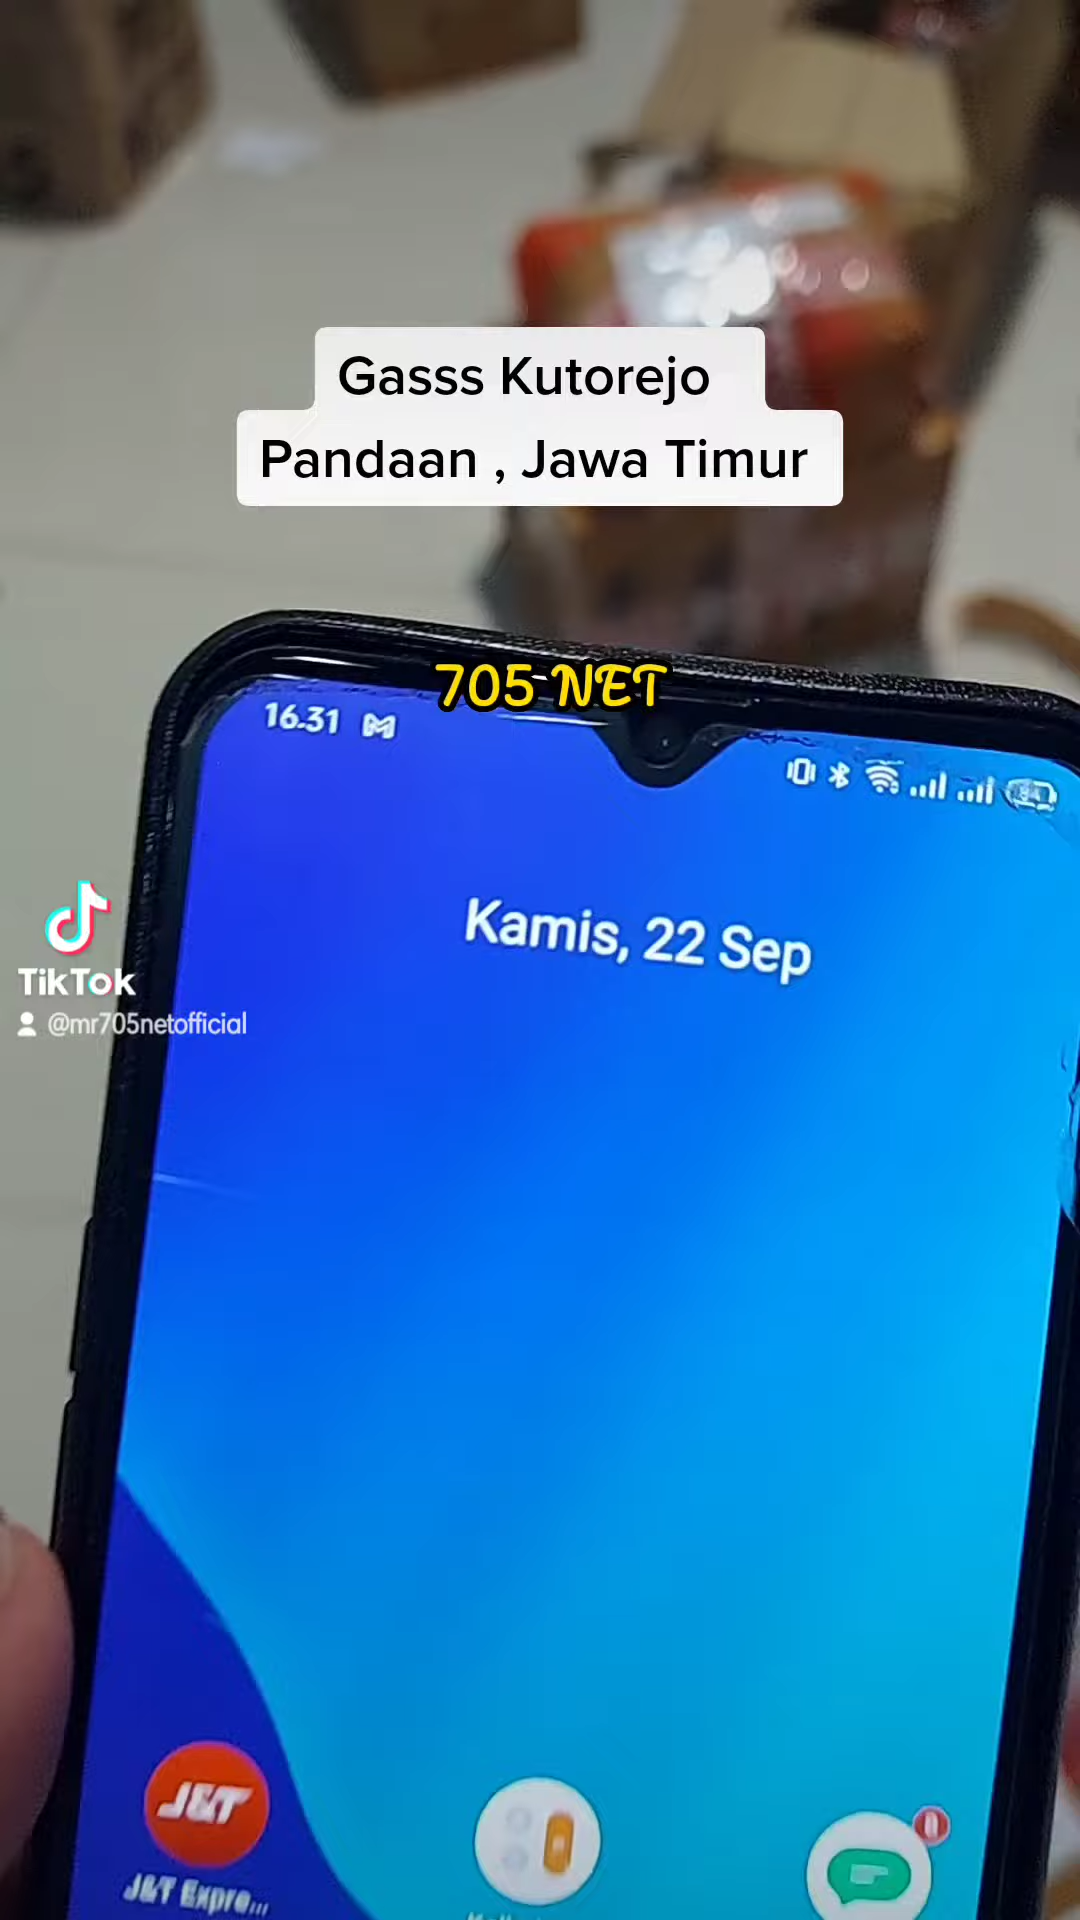 Gasss Kutorejo
Pandaan , Jawa Timur
705 NET
16.31
Kamis, 22 Sep
TikTok
@mr705netofficial
J&T
J&T Expre...